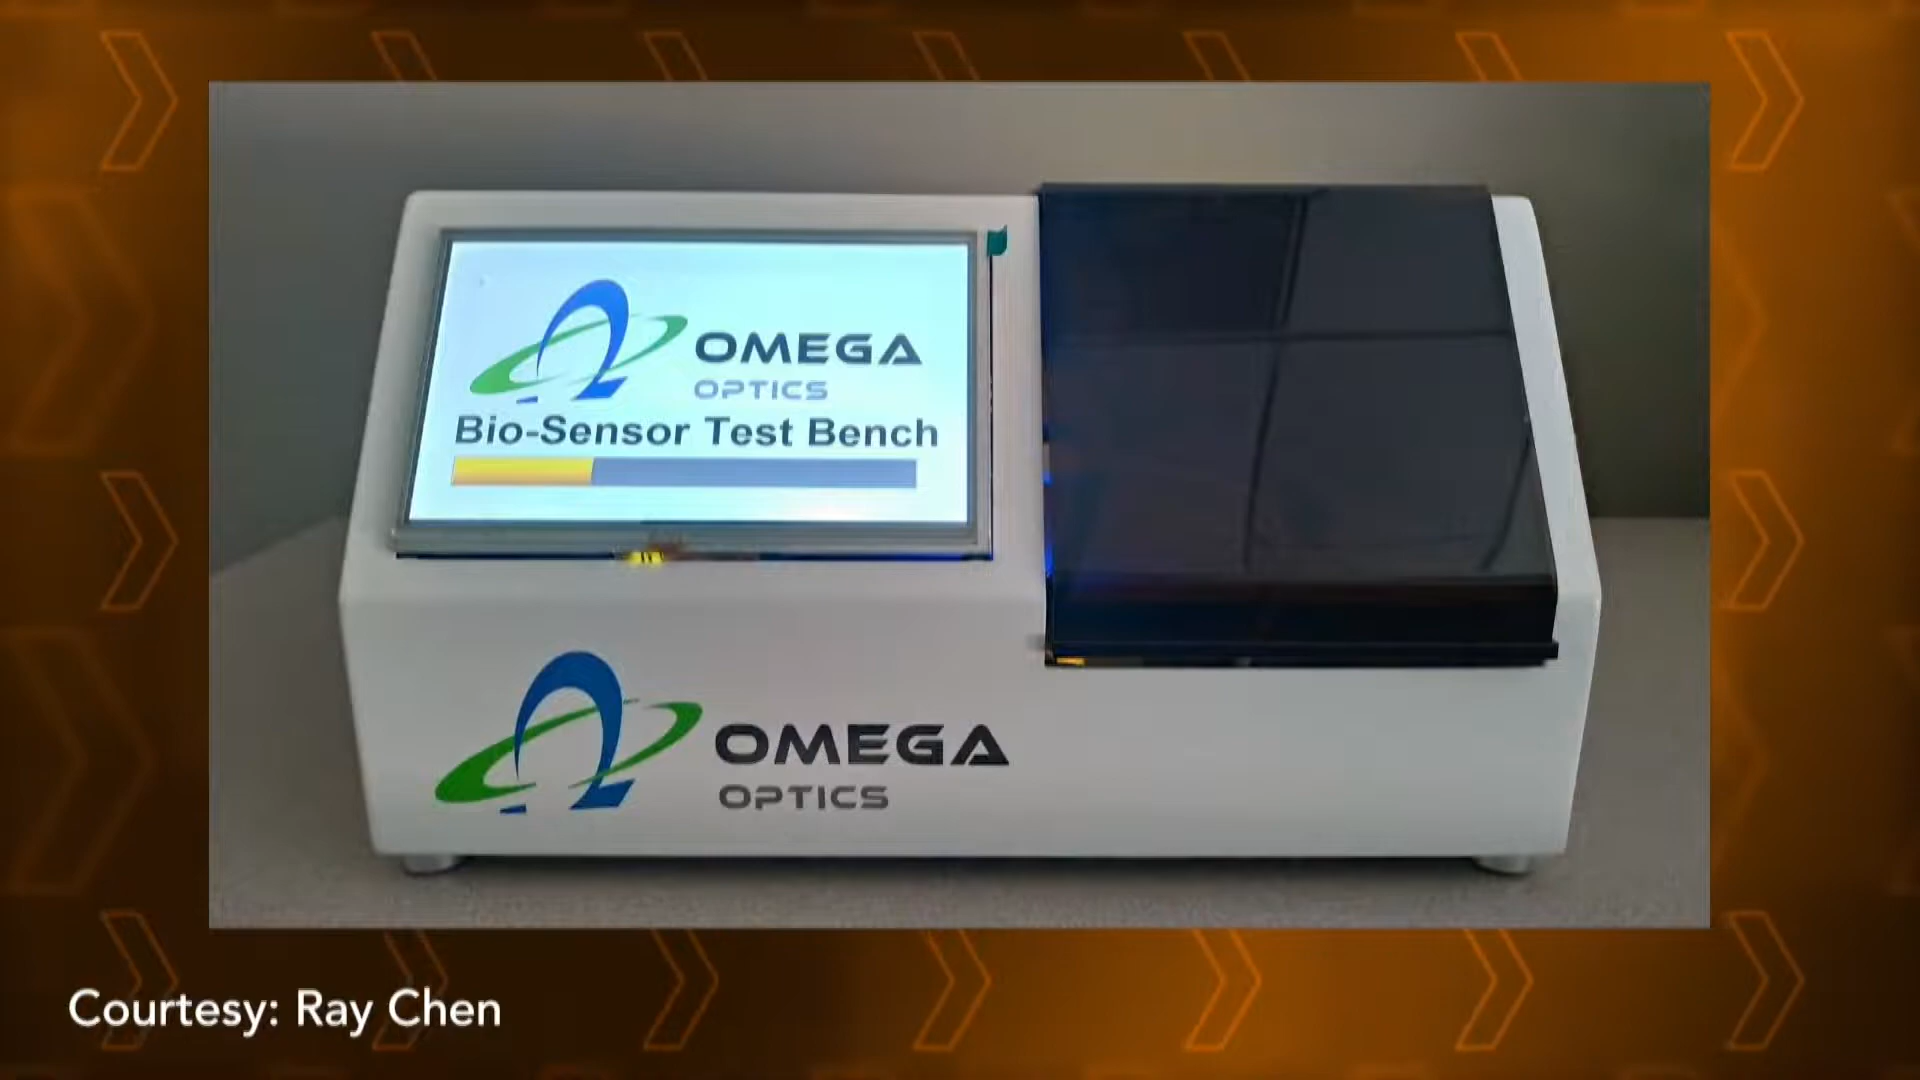 OMEGA
OPTICS
Bio-Sensor Test Bench
OMEGA
OPTICS
Courtesy: Ray Chen